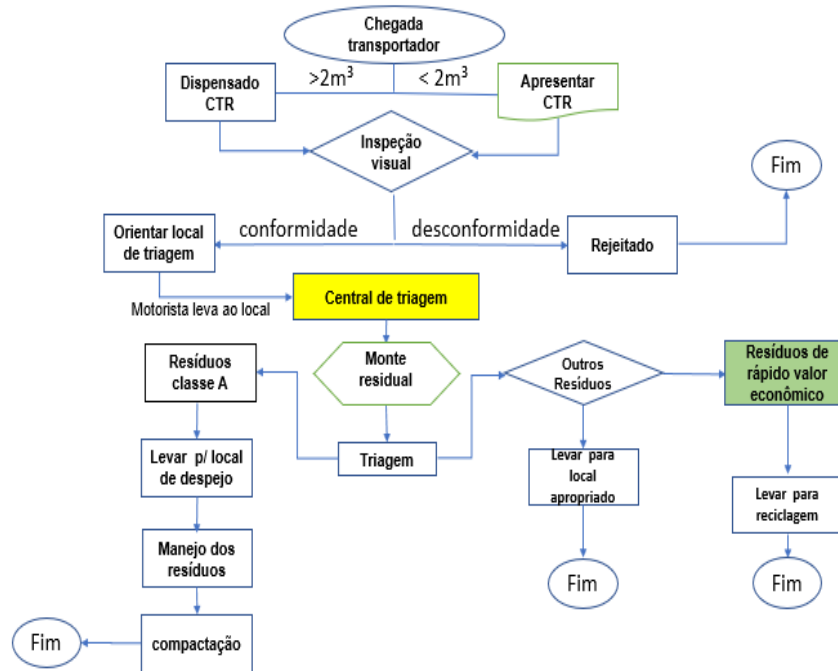 Chegada
transportador
Dispensado
CTR
>2m³
< 2m³
Apresentar
CTR
Inspeção
visual
Fim
Orientar local
de triagem
conformidade
desconformidade
Rejeitado
Motorista leva ao local
Central de triagem
Resíduos
classe A
Monte
residual
Outros
Resíduos
Resíduos de
rápido valor
econômico
Levar p/ local
de despejo
Triagem
Levar para
local
apropriado
Levar para
reciclagem
Manejo dos
resíduos
Fim
Fim
Fim
compactação